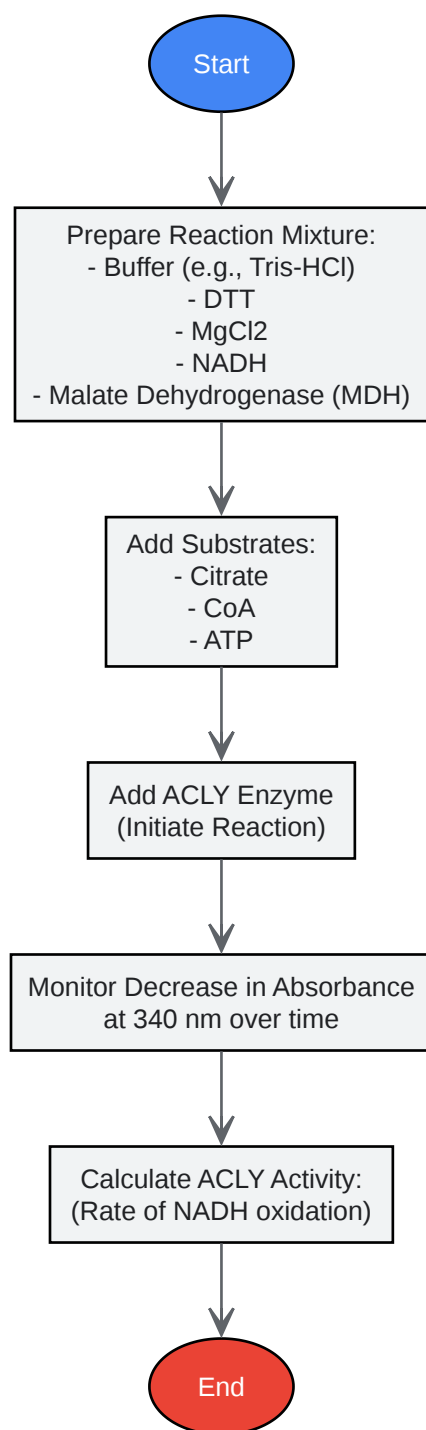 Start
Prepare Reaction Mixture:
- Buffer (e.g., Tris-HCl)
- DTT
- MgCl2
- NADH
- Malate Dehydrogenase (MDH)
Add Substrates:
- Citrate
- CoA
- ATP
Add ACLY Enzyme
(Initiate Reaction)
Monitor Decrease in Absorbance
at 340 nm over time
Calculate ACLY Activity:
(Rate of NADH oxidation)
End